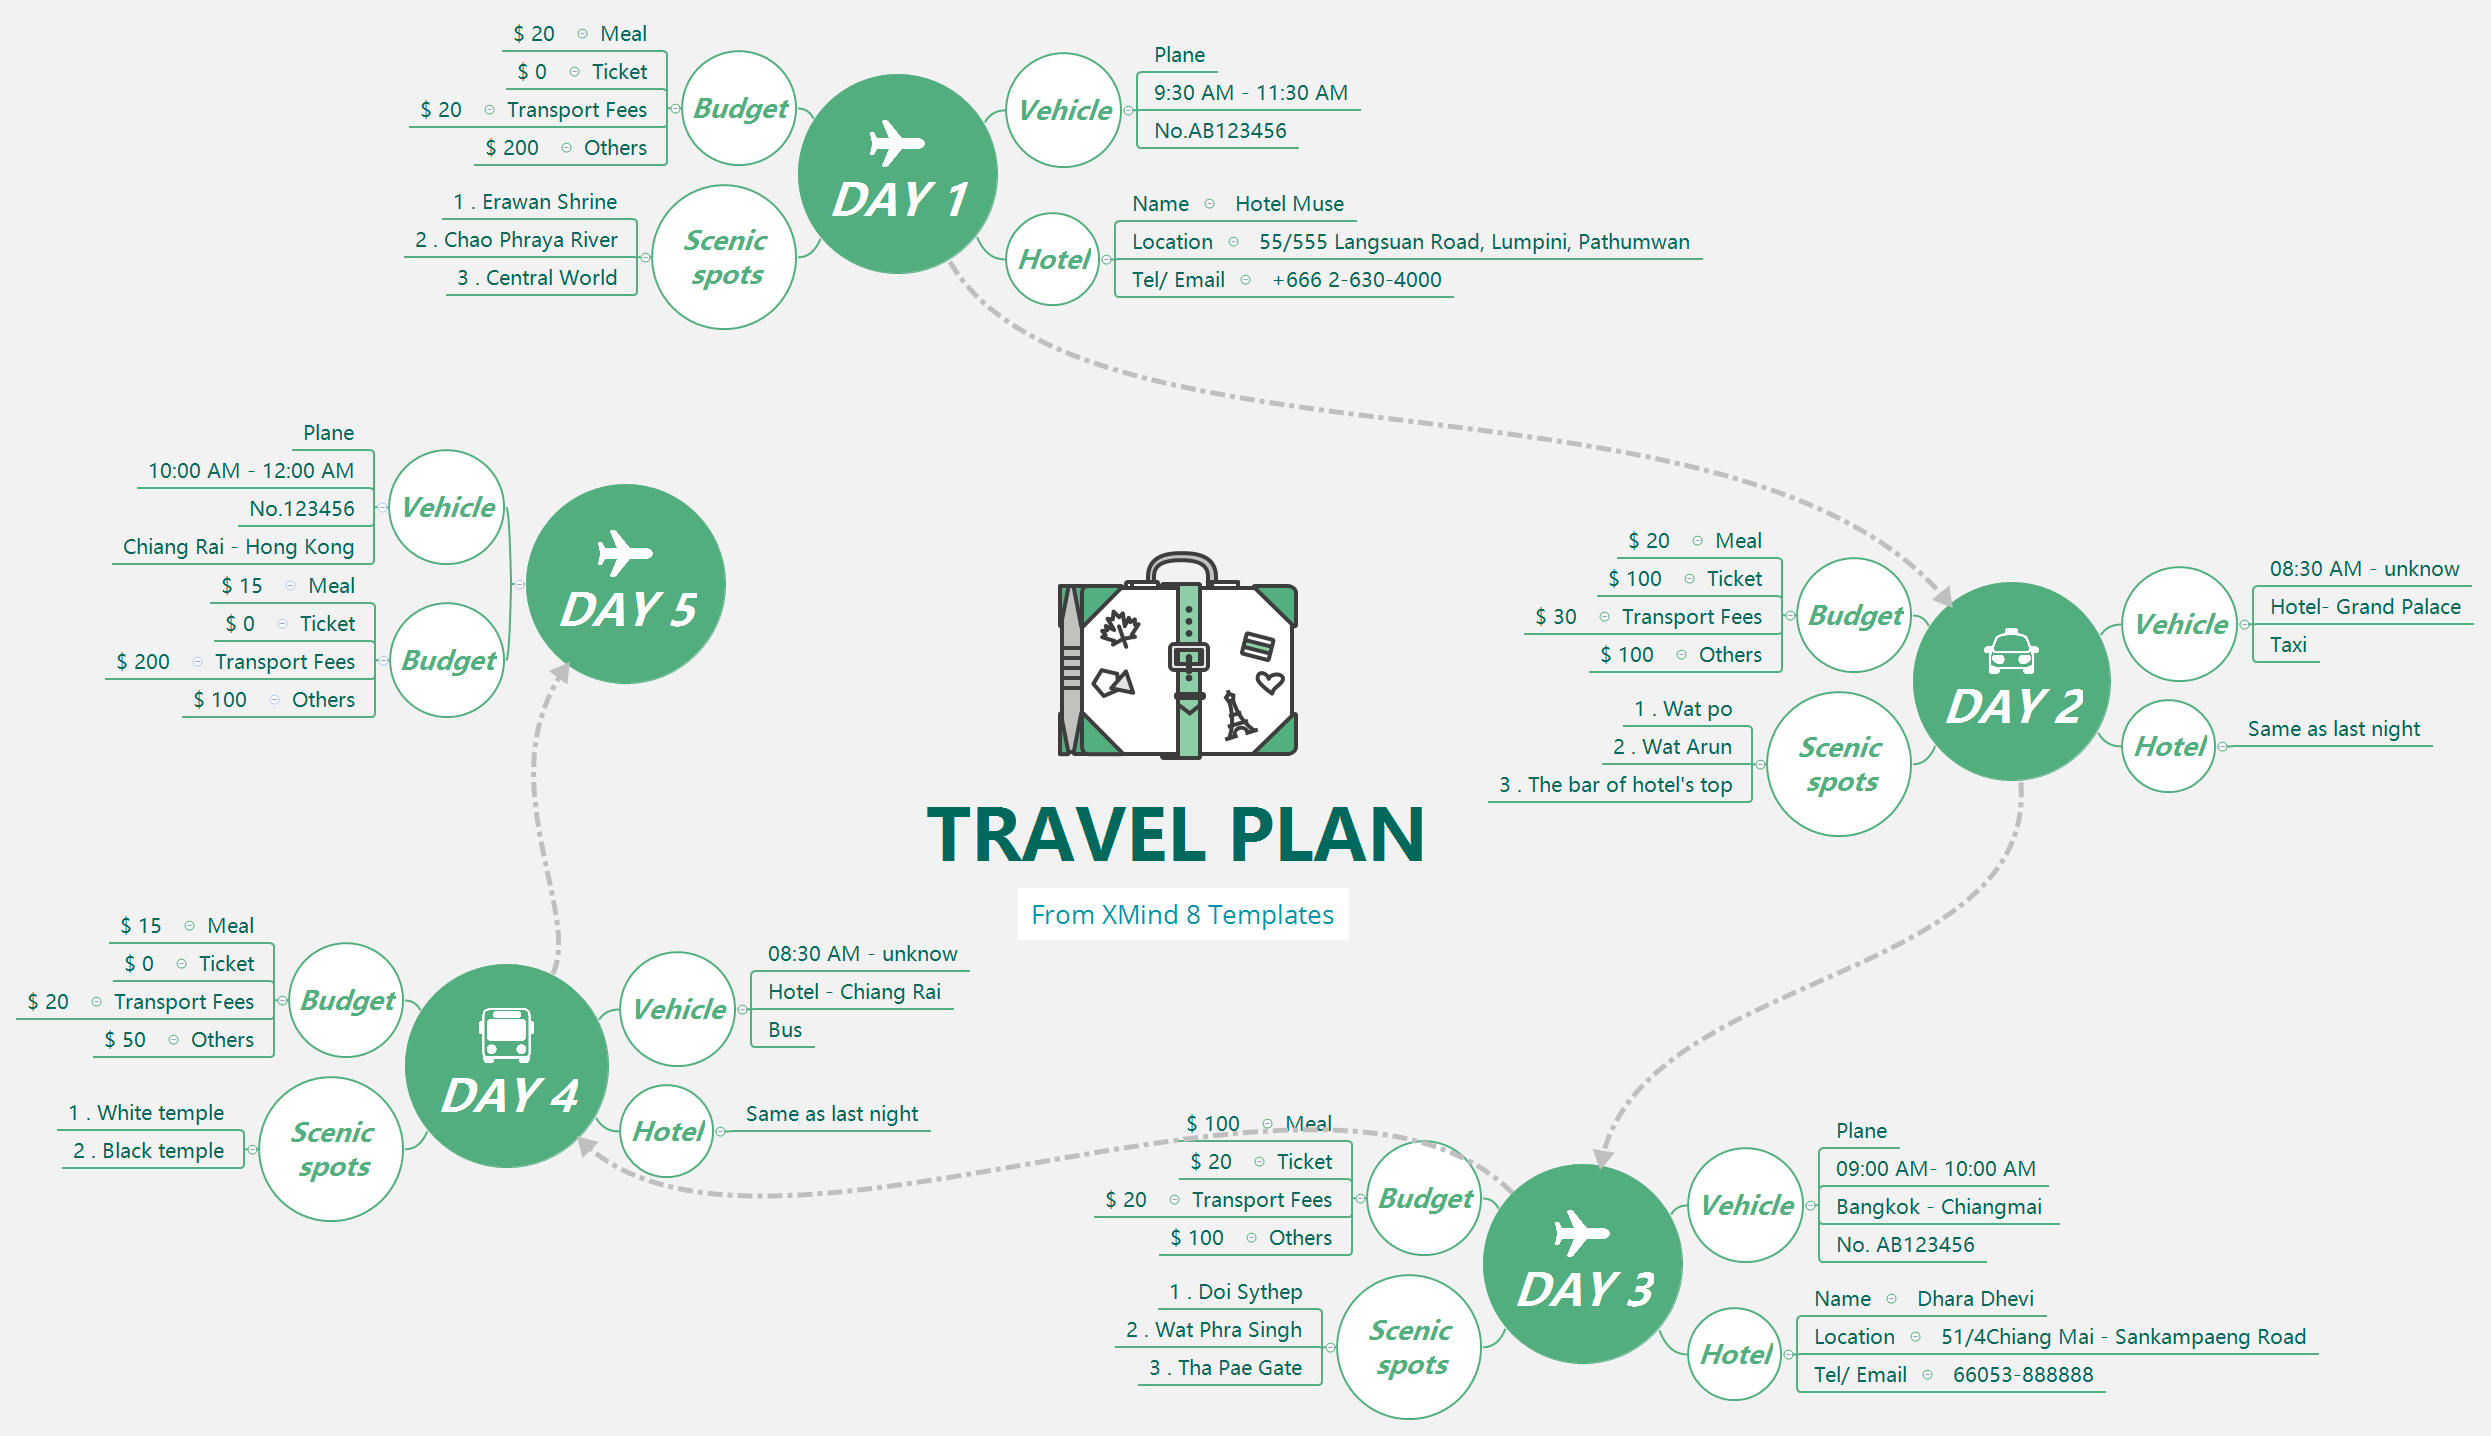 $ 20 Meal
$ 0 Ticket
$ 20 Transport Fees
$ 200 Others
Budget
1 . Erawan Shrine
2 . Chao Phraya River
3 . Central World
Scenic
spots
DAY 1
Vehicle
Plane
9:30 AM - 11:30 AM
No.AB123456
Hotel
Name Hotel Muse
Location 55/555 Langsuan Road, Lumpini, Pathumwan
Tel/ Email +666 2-630-4000
Plane
10:00 AM - 12:00 AM
No.123456
Chiang Rai - Hong Kong
Vehicle
$ 15 Meal
$ 0 Ticket
$ 200 Transport Fees
$ 100 Others
Budget
DAY 5
TRAVEL PLAN
From XMind 8 Templates
$ 20 Meal
$ 100 Ticket
$ 30 Transport Fees
$ 100 Others
Budget
1 . Wat po
2 . Wat Arun
3 . The bar of hotel's top
Scenic
spots
DAY 2
Vehicle
08:30 AM - unknow
Hotel- Grand Palace
Taxi
Hotel
Same as last night
$ 15 Meal
$ 0 Ticket
$ 20 Transport Fees
$ 50 Others
Budget
1 . White temple
2 . Black temple
Scenic
spots
DAY 4
Vehicle
08:30 AM - unknow
Hotel - Chiang Rai
Bus
Hotel
Same as last night
$ 100 Meal
$ 20 Ticket
$ 20 Transport Fees
$ 100 Others
Budget
1 . Doi Sythep
2 . Wat Phra Singh
3 . Tha Pae Gate
Scenic
spots
DAY 3
Vehicle
Plane
09:00 AM- 10:00 AM
Bangkok - Chiangmai
No. AB123456
Hotel
Name Dhara Dhevi
Location 51/4Chiang Mai - Sankampaeng Road
Tel/ Email 66053-888888